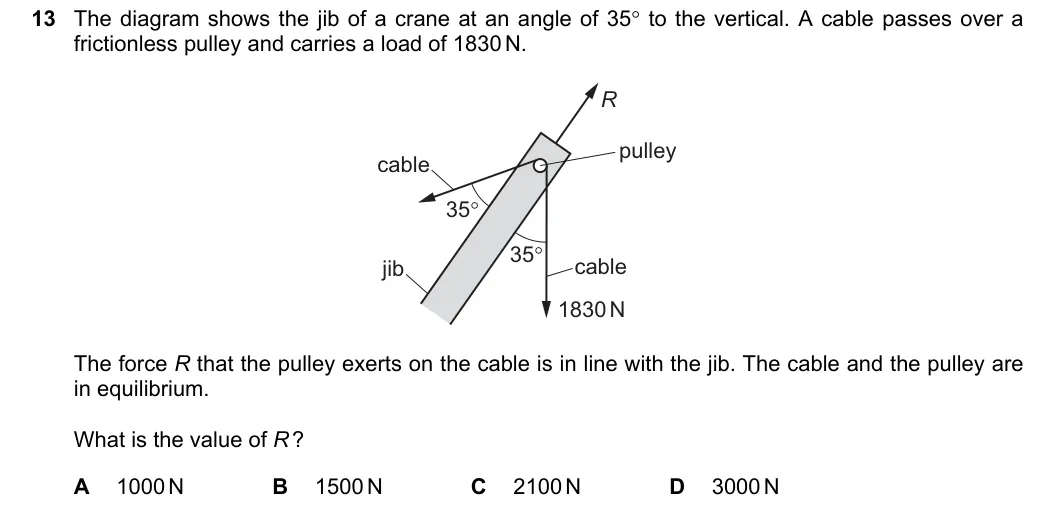 13 The diagram shows the jib of a crane at an angle of 35° to the vertical. A cable passes over a
frictionless pulley and carries a load of 1830 N.
R
pulley
cable
35°
35°
jib
cable
1830 N
The force R that the pulley exerts on the cable is in line with the jib. The cable and the pulley are
in equilibrium.
What is the value of R?
A 1000 N B 1500 N C 2100 N D 3000 N